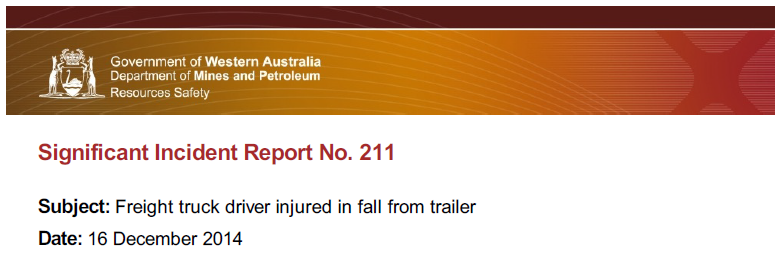 Government of Western Australia
Department of Mines and Petroleum
Resources Safety
Significant Incident Report No. 211
Subject: Freight truck driver injured in fall from trailer
Date: 16 December 2014